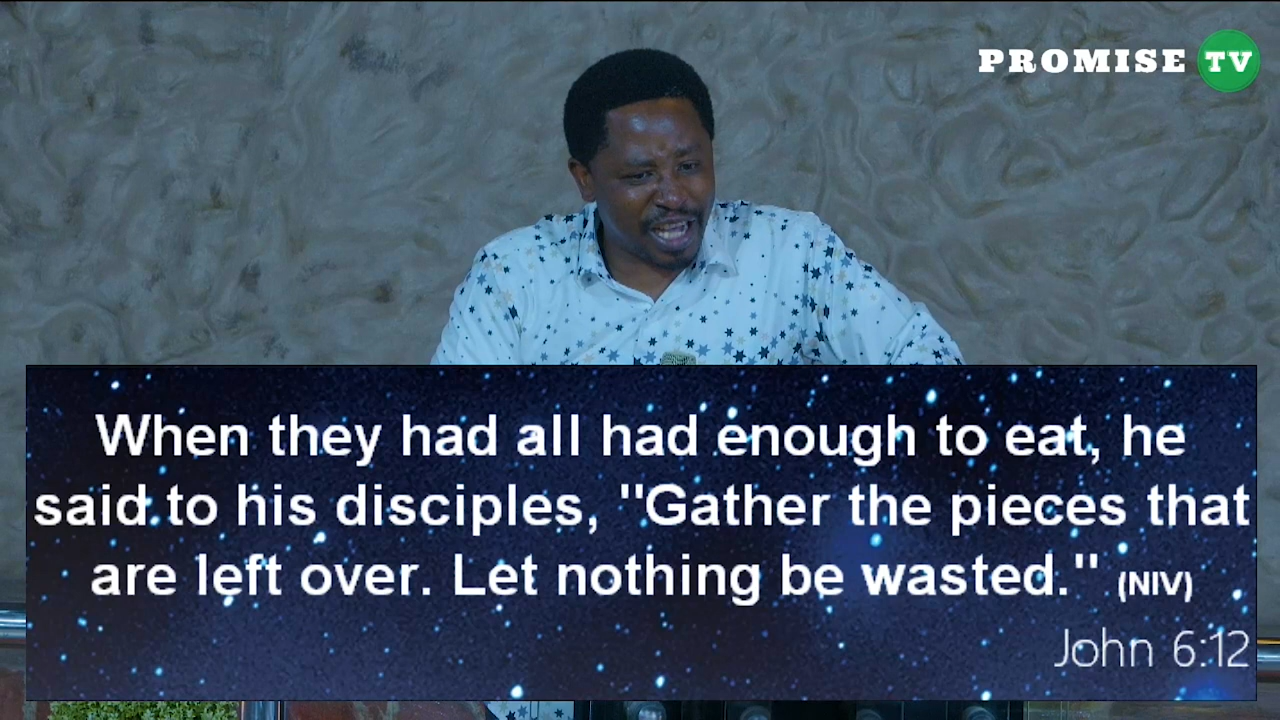 PROMISE TV
When they had all had enough to eat, he
said to his disciples, "Gather the pieces that
are left over. Let nothing be wasted." (NIV)
John 6:12